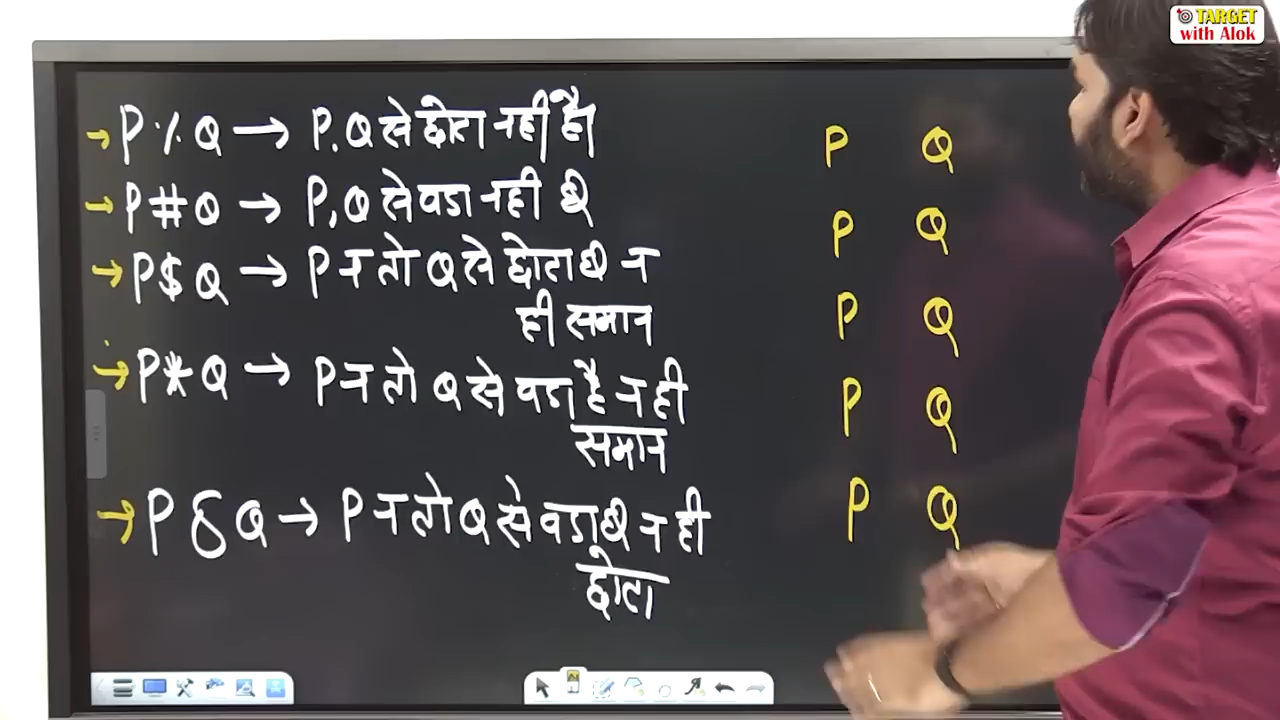 TARGET
with Alok
→ P % Q → P, Q से छोटा नहीं है।
→ P # Q → P, Q से बडा नही है
→ P $ Q → P न तो Q से छोटा है न
ही समान
→ P * Q → P न तो Q से बडा है न ही
समान
→ P δ Q → P न तो Q से बडा है न ही
छोटा
P Q
P Q
P Q
P Q
P Q